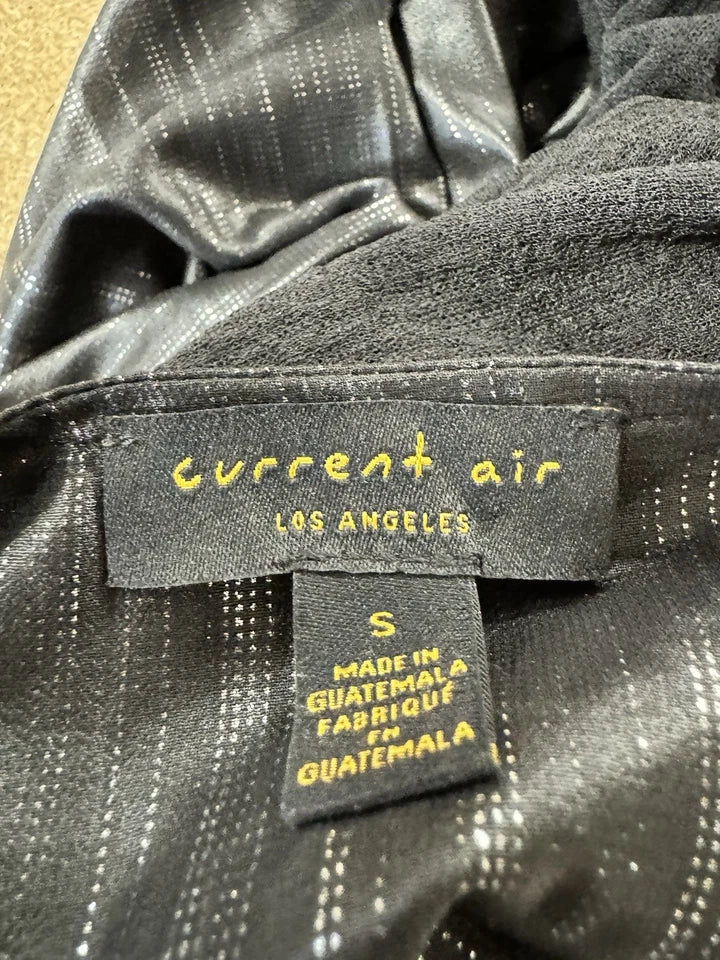 current air
LOS ANGELES
S
MADE IN
GUATEMALA
FABRIQUÉ
EN
GUATEMALA